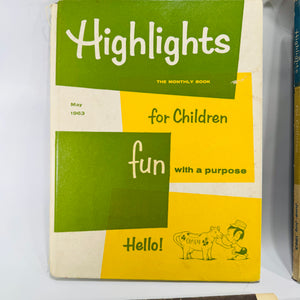 Highlights
THE MONTHLY BOOK
May
1963
for Children
fun with a purpose
Hello!